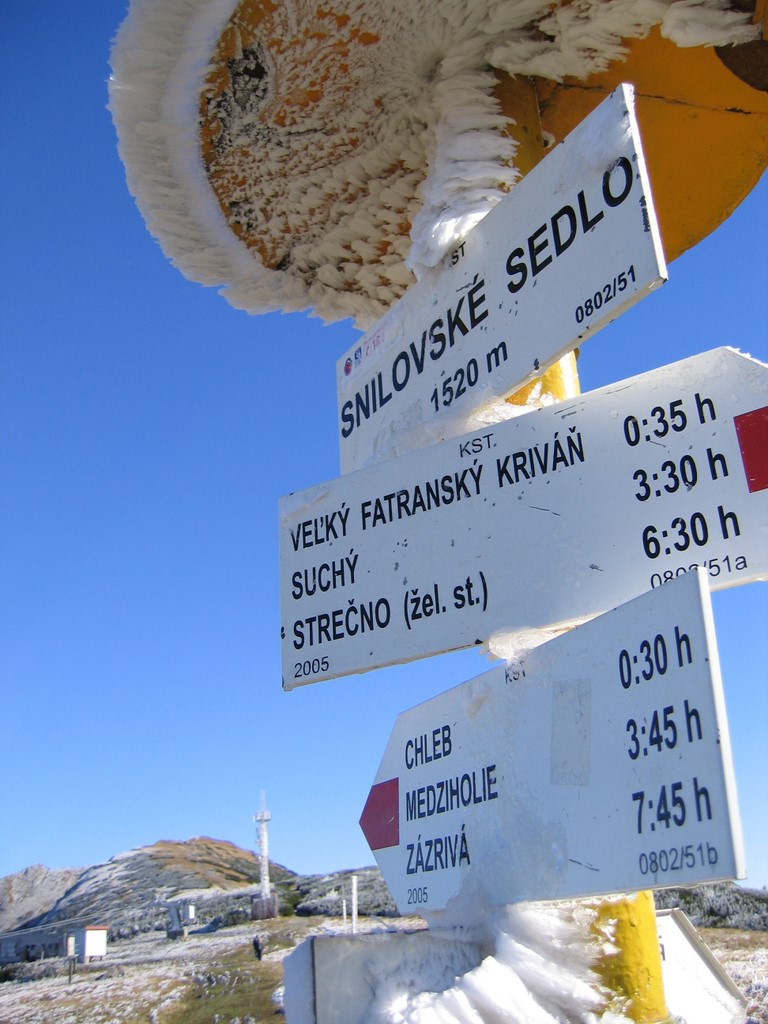 SNILOVSKÉ SEDLO
1520 m
0802/51
KST.
VEĽKÝ FATRANSKÝ KRIVÁŇ 0:35 h
SUCHÝ 3:30 h
STREČNO (žel. st.) 6:30 h
2005 0802/51a
KST
CHLEB 0:30 h
MEDZIHOLIE 3:45 h
ZÁZRIVÁ 7:45 h
2005 0802/51b